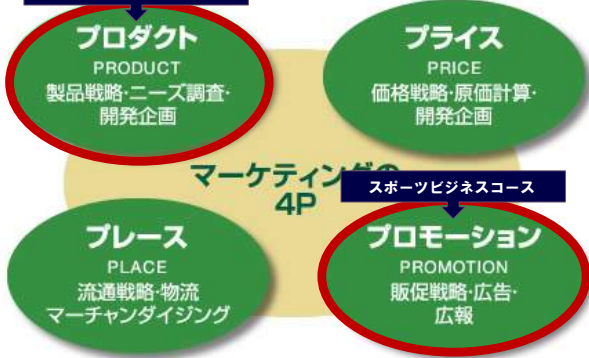 プロダクト
PRODUCT
製品戦略・ニーズ調査・
開発企画
プライス
PRICE
価格戦略・原価計算・
開発企画
マーケティングの
4P
スポーツビジネスコース
プレース
PLACE
流通戦略・物流
マーチャンダイジング
プロモーション
PROMOTION
販促戦略・広告・
広報